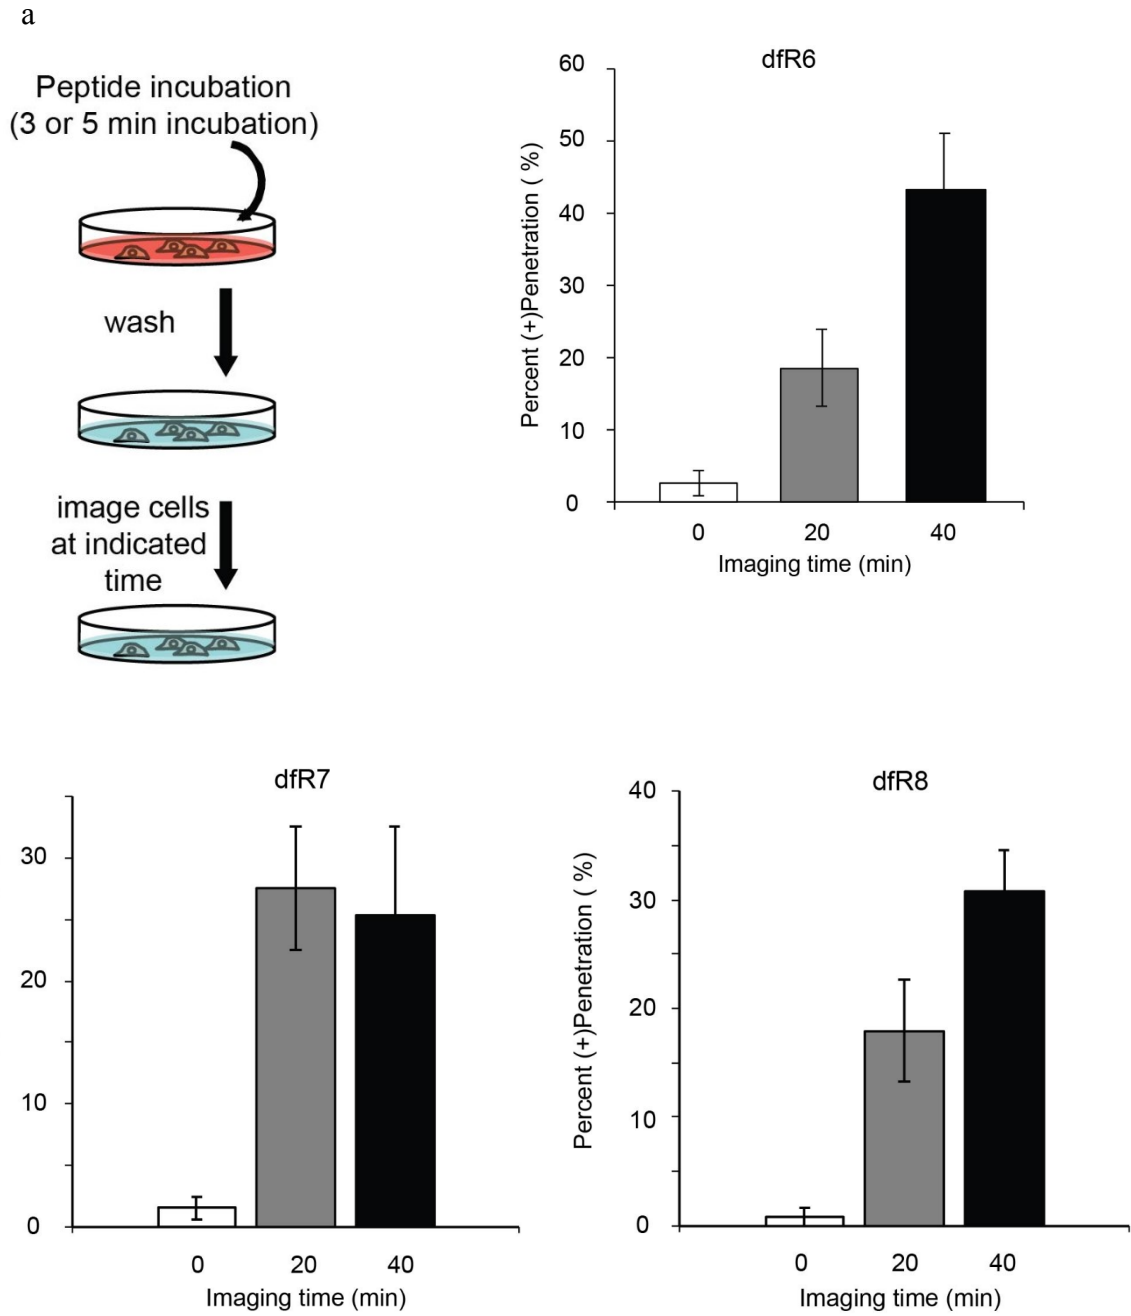 a
Peptide incubation
(3 or 5 min incubation)
wash
image cells
at indicated
time
dfR6
Percent (+)Penetration ( %)
60
50
40
30
20
10
0
0 20 40
Imaging time (min)
dfR7
30
20
10
0
0 20 40
Imaging time (min)
dfR8
Percent (+)Penetration ( %)
40
30
20
10
0
0 20 40
Imaging time (min)